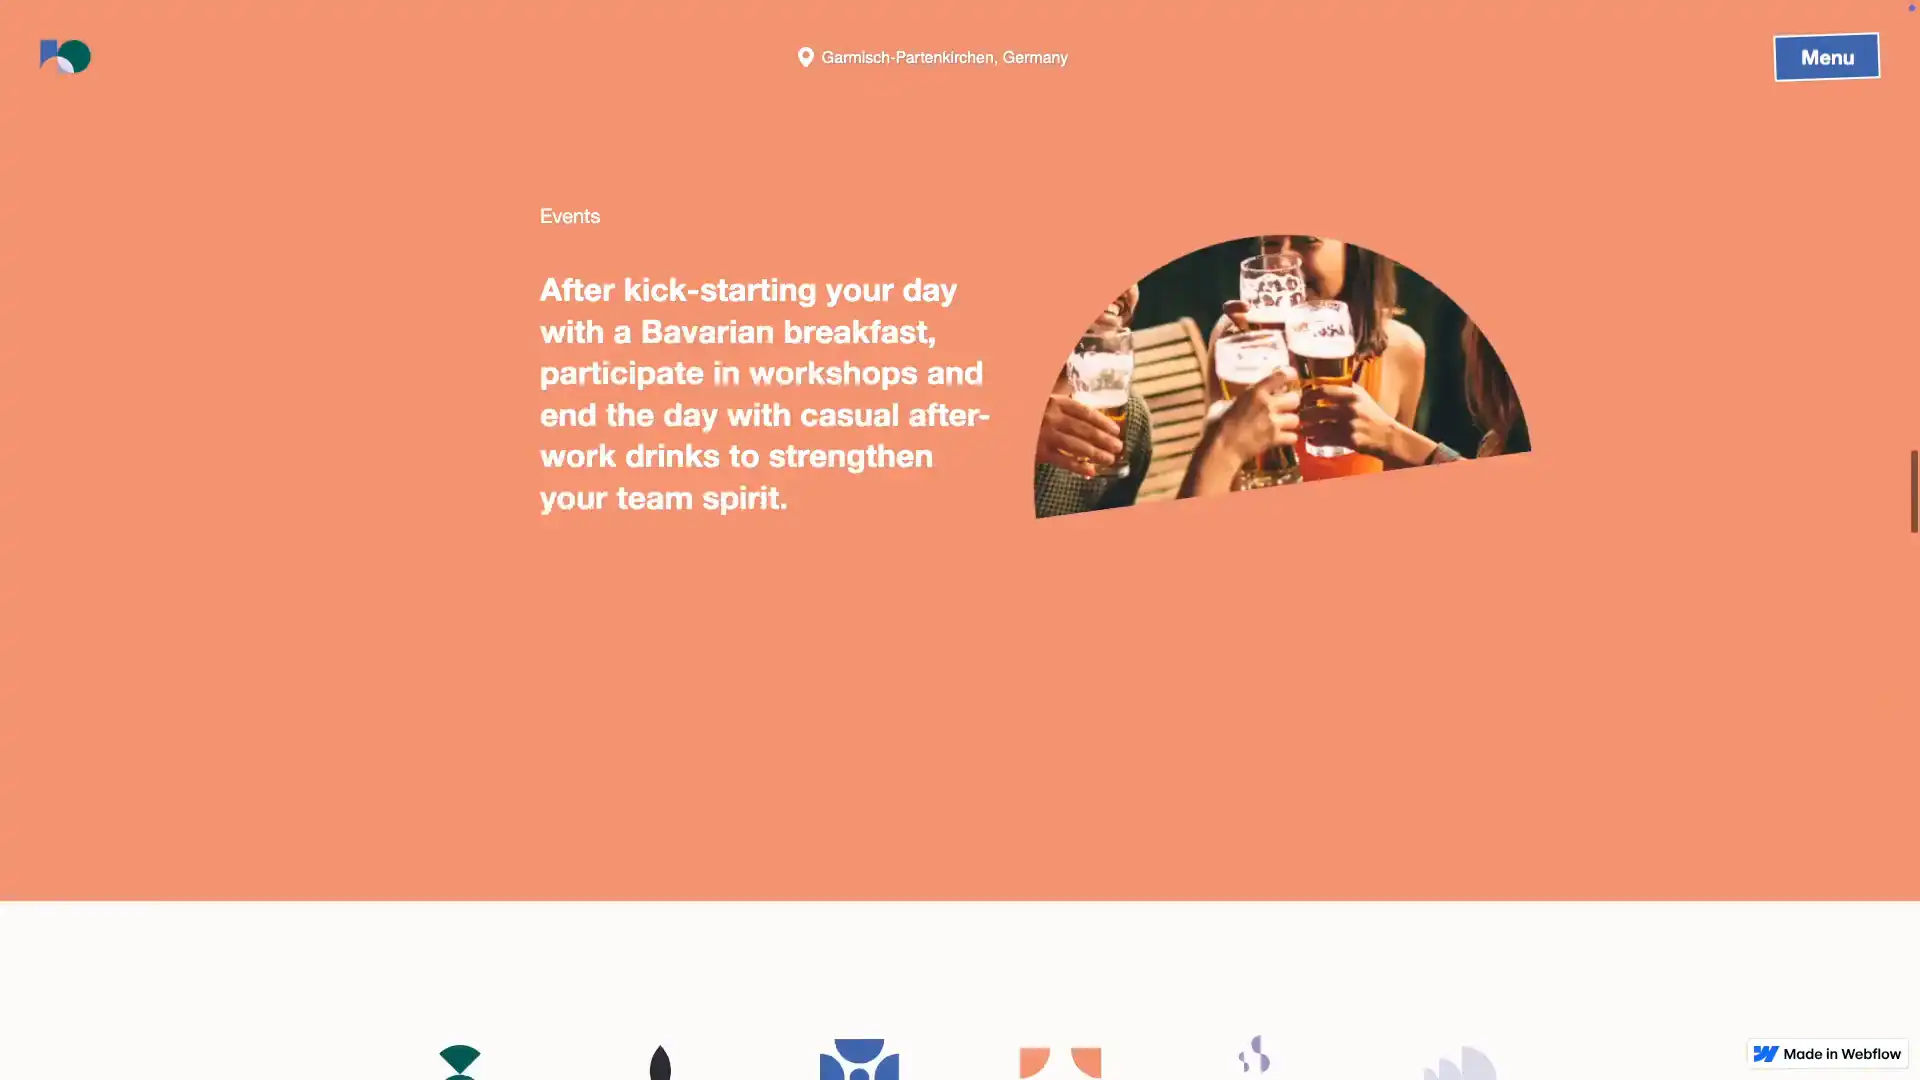 Garmisch-Partenkirchen, Germany
Menu
Events
After kick-starting your day
with a Bavarian breakfast,
participate in workshops and
end the day with casual after-
work drinks to strengthen
your team spirit.
Made in Webflow